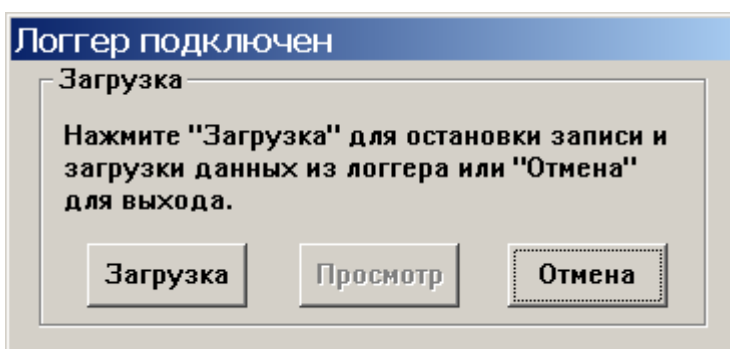 Логгер подключен
Загрузка
Нажмите "Загрузка" для остановки записи и
загрузки данных из логгера или "Отмена"
для выхода.
Загрузка Просмотр Отмена